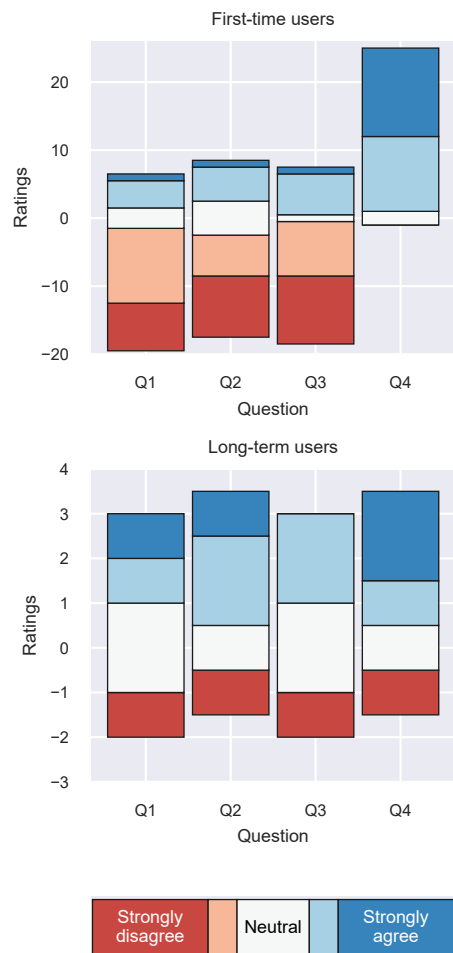 First-time users
20
10
0
−10
−20
Ratings
Q1 Q2 Q3 Q4
Question
Long-term users
4
3
2
1
0
−1
−2
−3
Ratings
Q1 Q2 Q3 Q4
Question
Strongly
disagree
Neutral
Strongly
agree